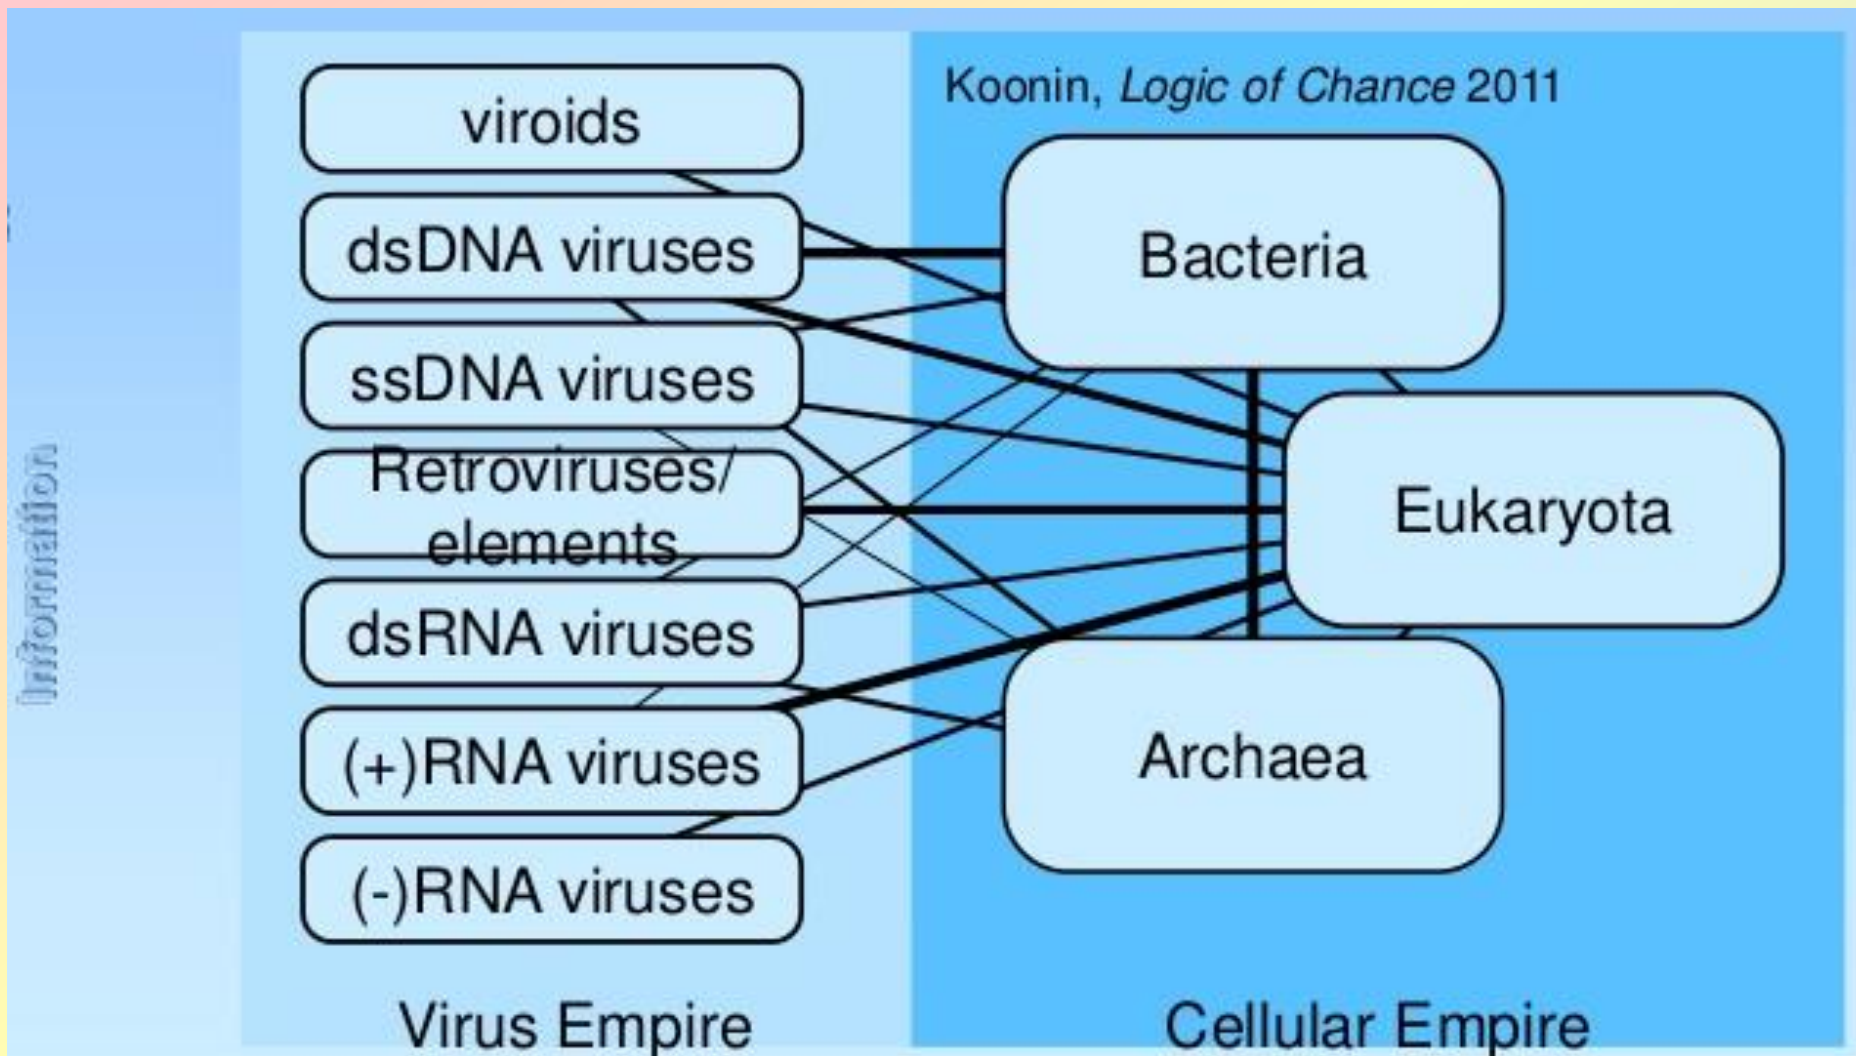 Koonin, Logic of Chance 2011
viroids
dsDNA viruses
ssDNA viruses
Retroviruses/
elements
dsRNA viruses
(+)RNA viruses
(-)RNA viruses
Bacteria
Eukaryota
Archaea
Virus Empire
Cellular Empire
Information